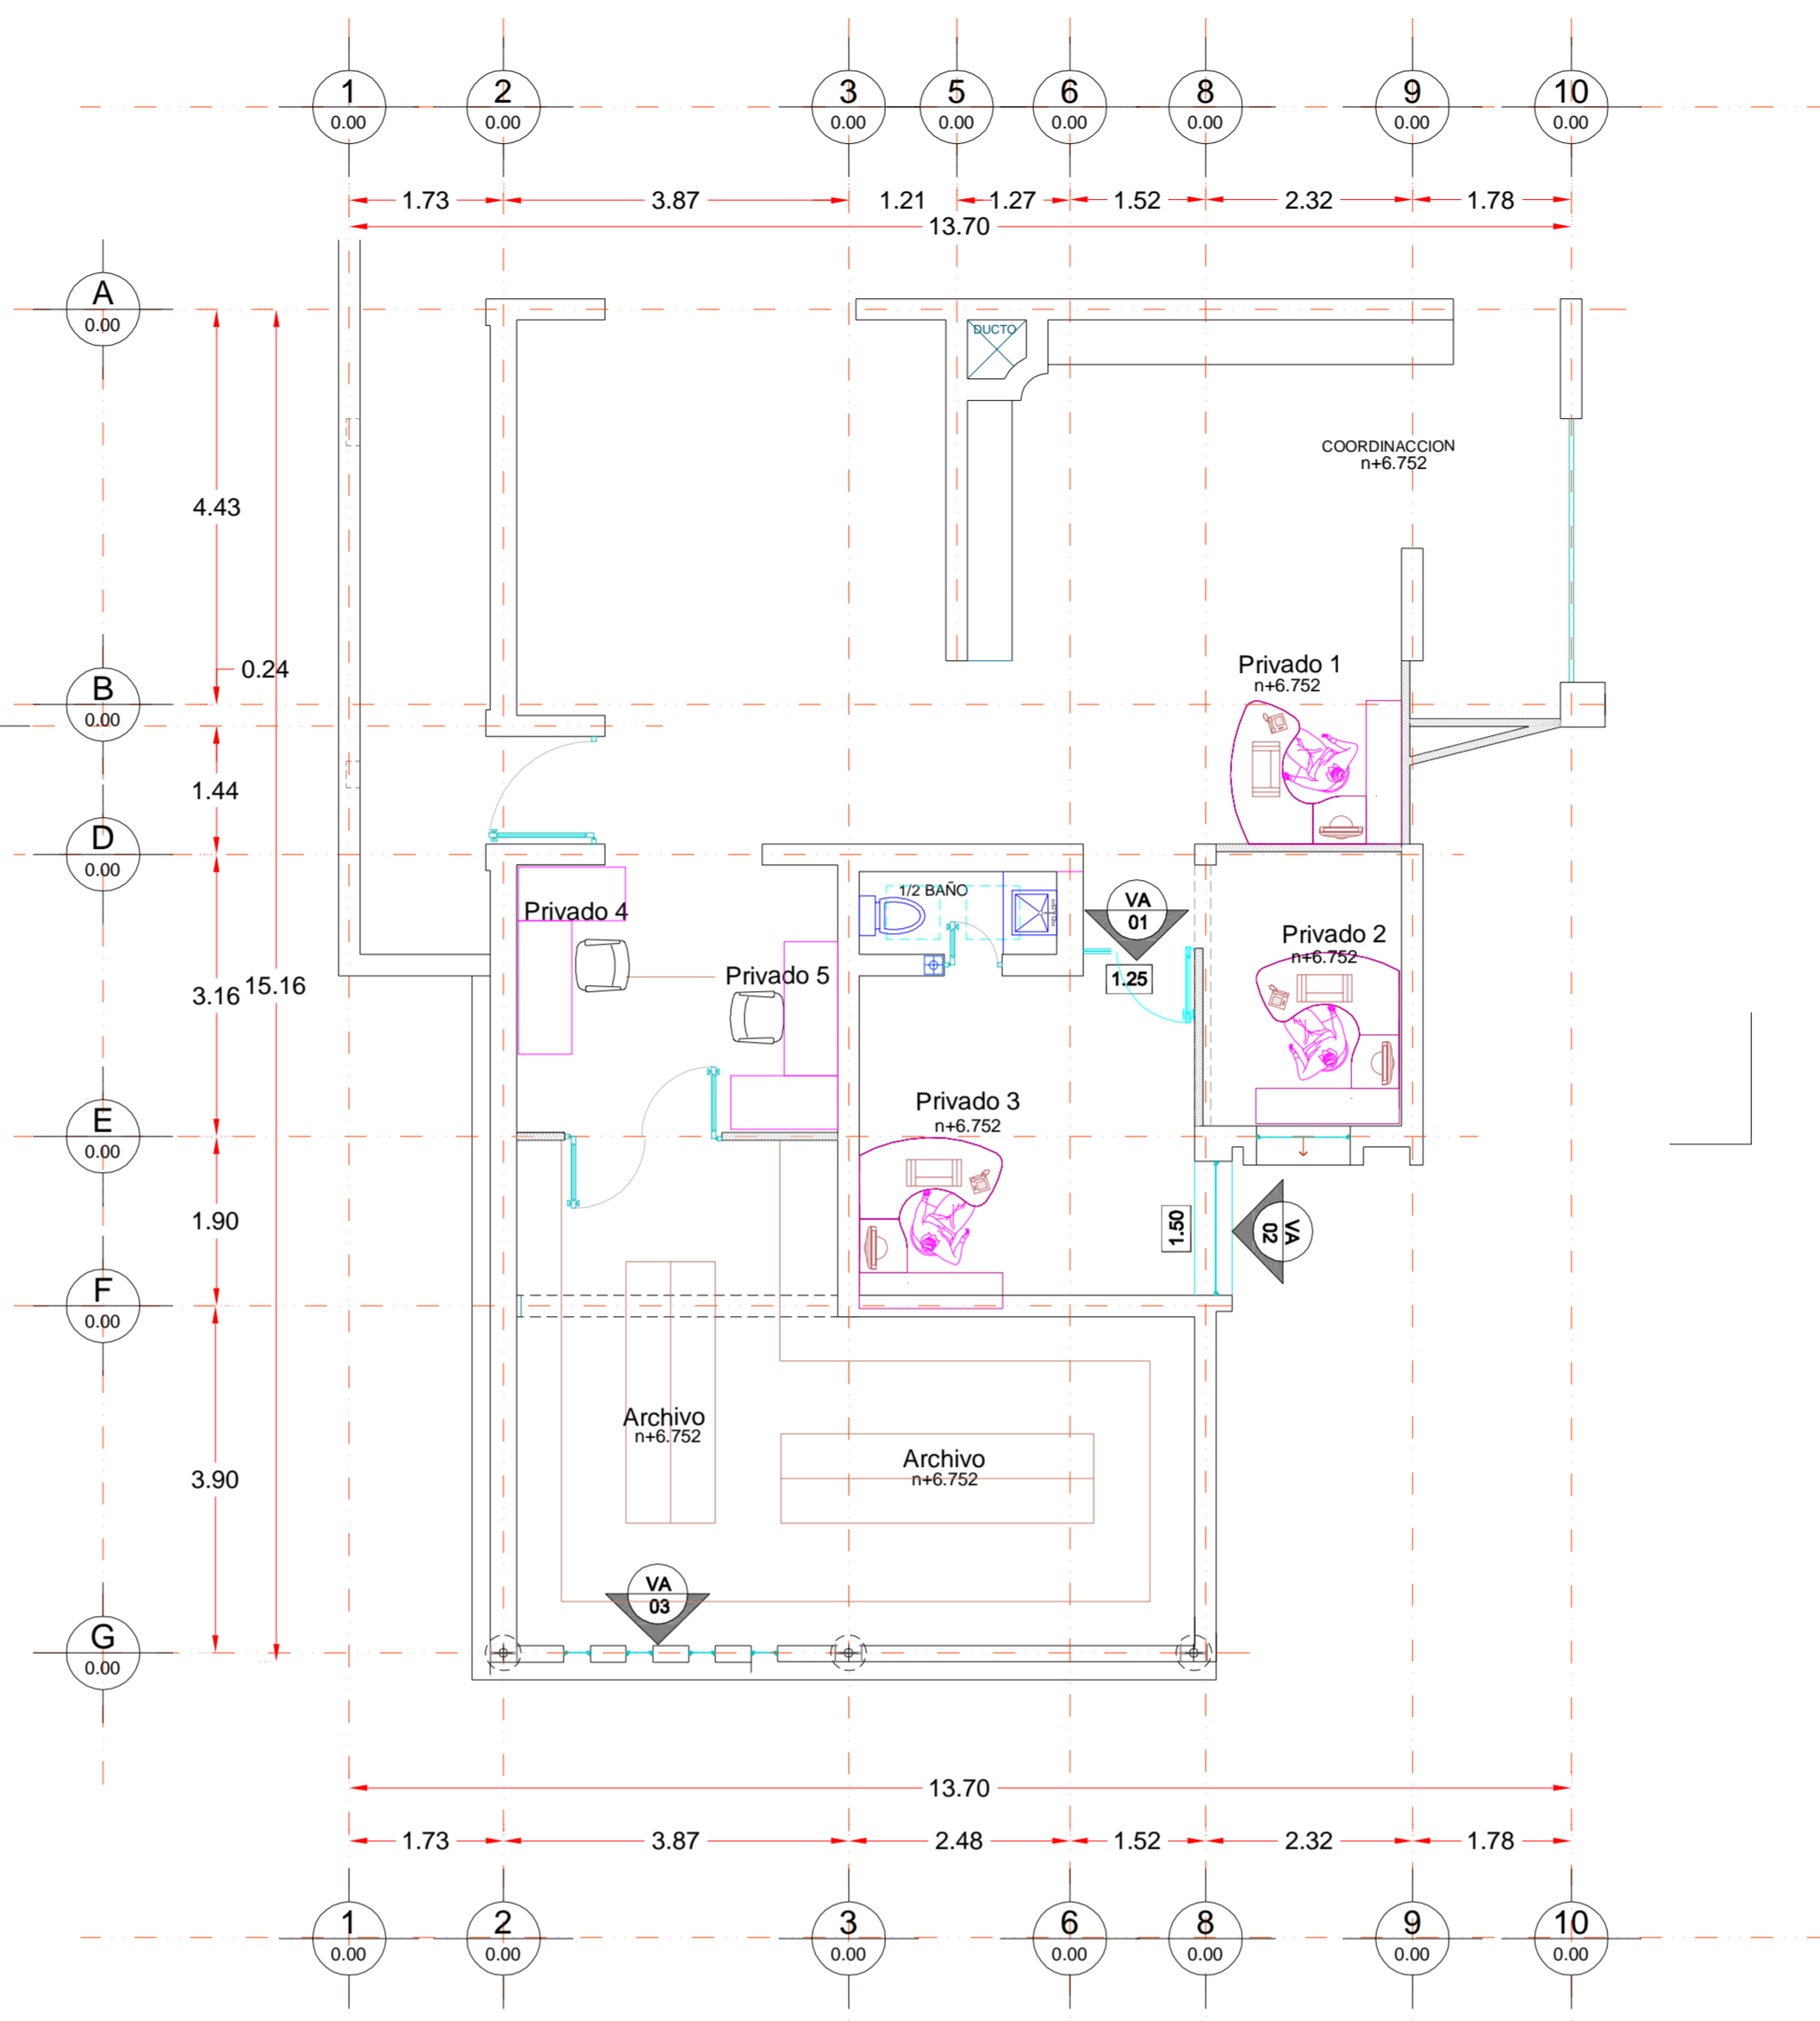 1 2 3 5 6 8 9 10
0.00 0.00 0.00 0.00 0.00 0.00 0.00 0.00
1.73 3.87 1.21 1.27 1.52 2.32 1.78
13.70
A
0.00
DUCTO
COORDINACCION
n+6.752
4.43
0.24
Privado 1
n+6.752
B
0.00
1.44
D
0.00
1/2 BAÑO
Privado 4
VA
01
Privado 2
n+6.752
Privado 5
1.25
3.16
15.16
Privado 3
n+6.752
E
0.00
1.90
1.50
VA
02
F
0.00
Archivo
n+6.752
Archivo
n+6.752
3.90
VA
03
G
0.00
13.70
1.73 3.87 2.48 1.52 2.32 1.78
1 2 3 6 8 9 10
0.00 0.00 0.00 0.00 0.00 0.00 0.00